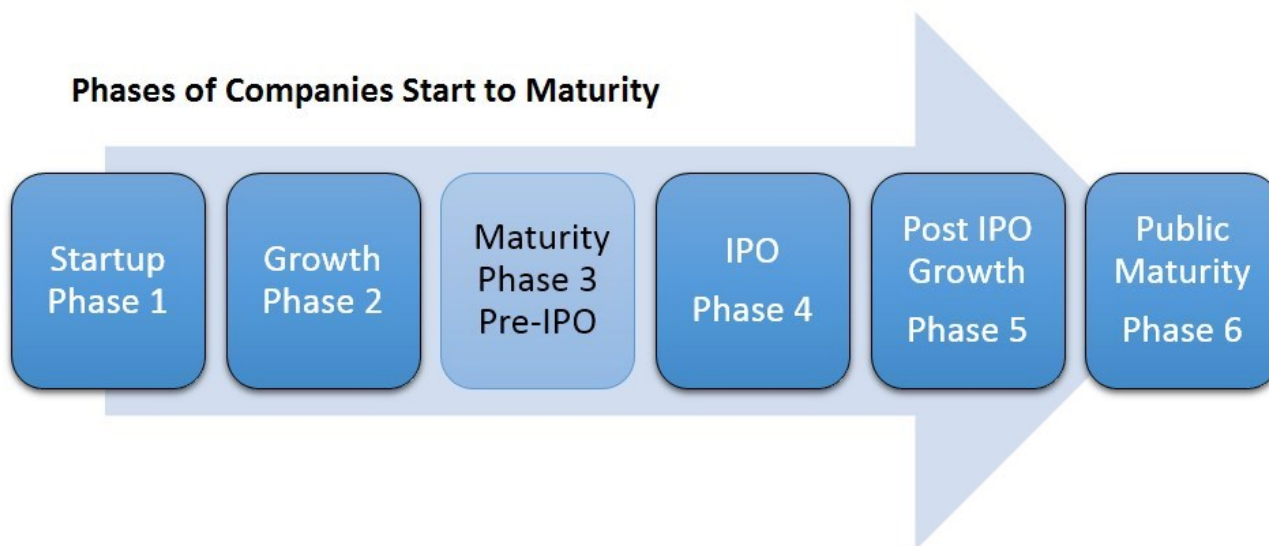 Phases of Companies Start to Maturity
Startup
Phase 1
Growth
Phase 2
Maturity
Phase 3
Pre-IPO
IPO
Phase 4
Post IPO
Growth
Phase 5
Public
Maturity
Phase 6